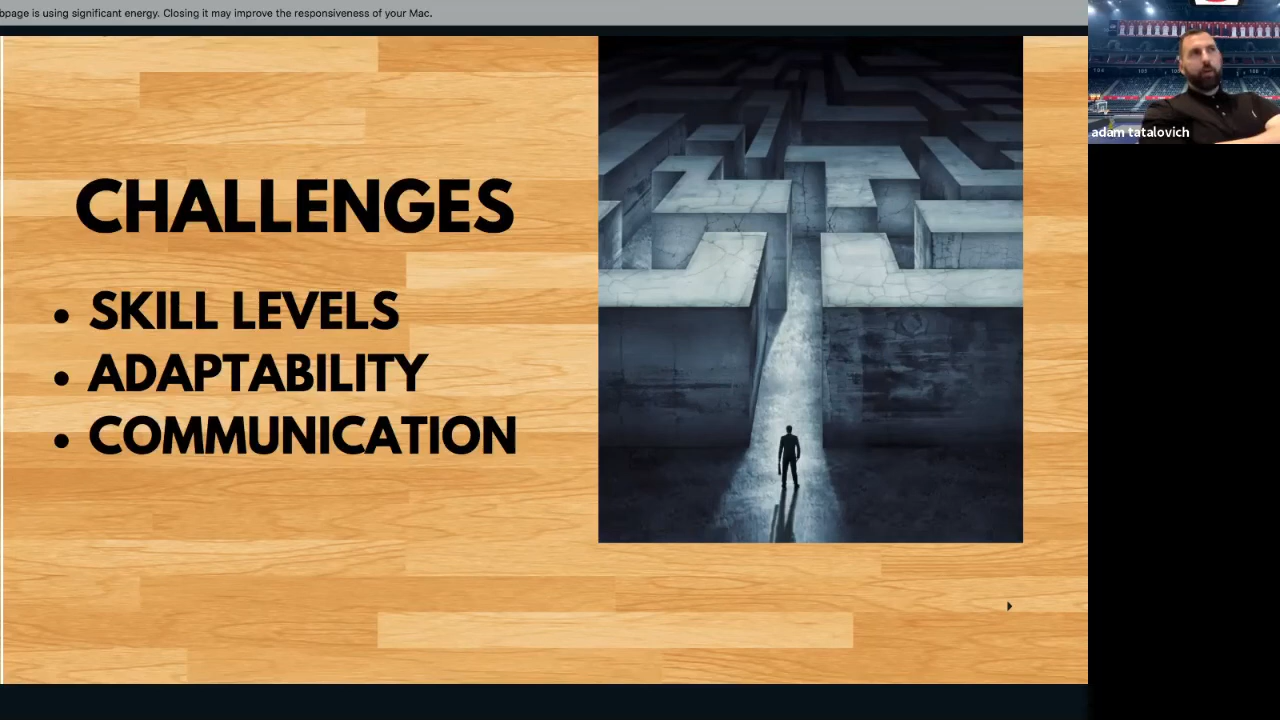 bpage is using significant energy. Closing it may improve the responsiveness of your Mac.
CHALLENGES
• SKILL LEVELS
• ADAPTABILITY
• COMMUNICATION
adam tatalovich